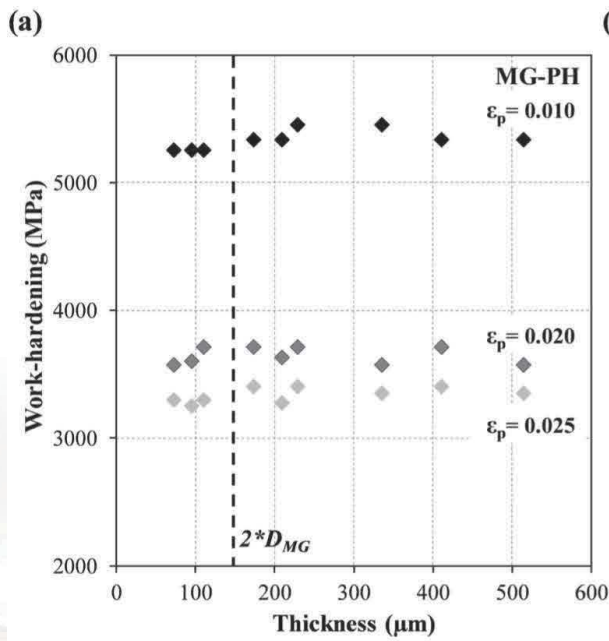 (a)
(
6000
5000
4000
3000
2000
Work-hardening (MPa)
MG-PH
εp= 0.010
εp= 0.020
εp= 0.025
2*DMG
0 100 200 300 400 500 600
Thickness (µm)